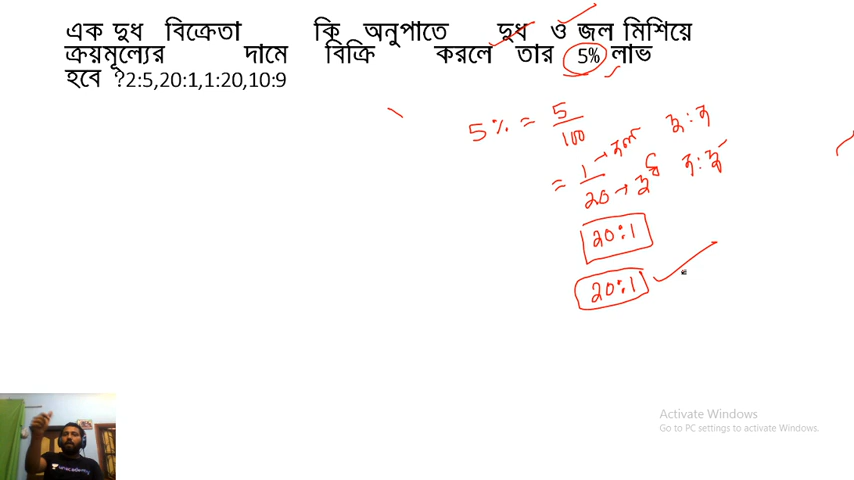 এক দুধ বিক্রেতা কি অনুপাতে দুধ ও জল মিশিয়ে
ক্রয়মূল্যের দামে বিক্রি করলে তার 5% লাভ
হবে ?2:5,20:1,1:20,10:9
5% = 5/100
= 1/20
20:1
20:1
Activate Windows
Go to PC settings to activate Windows.
unacademy